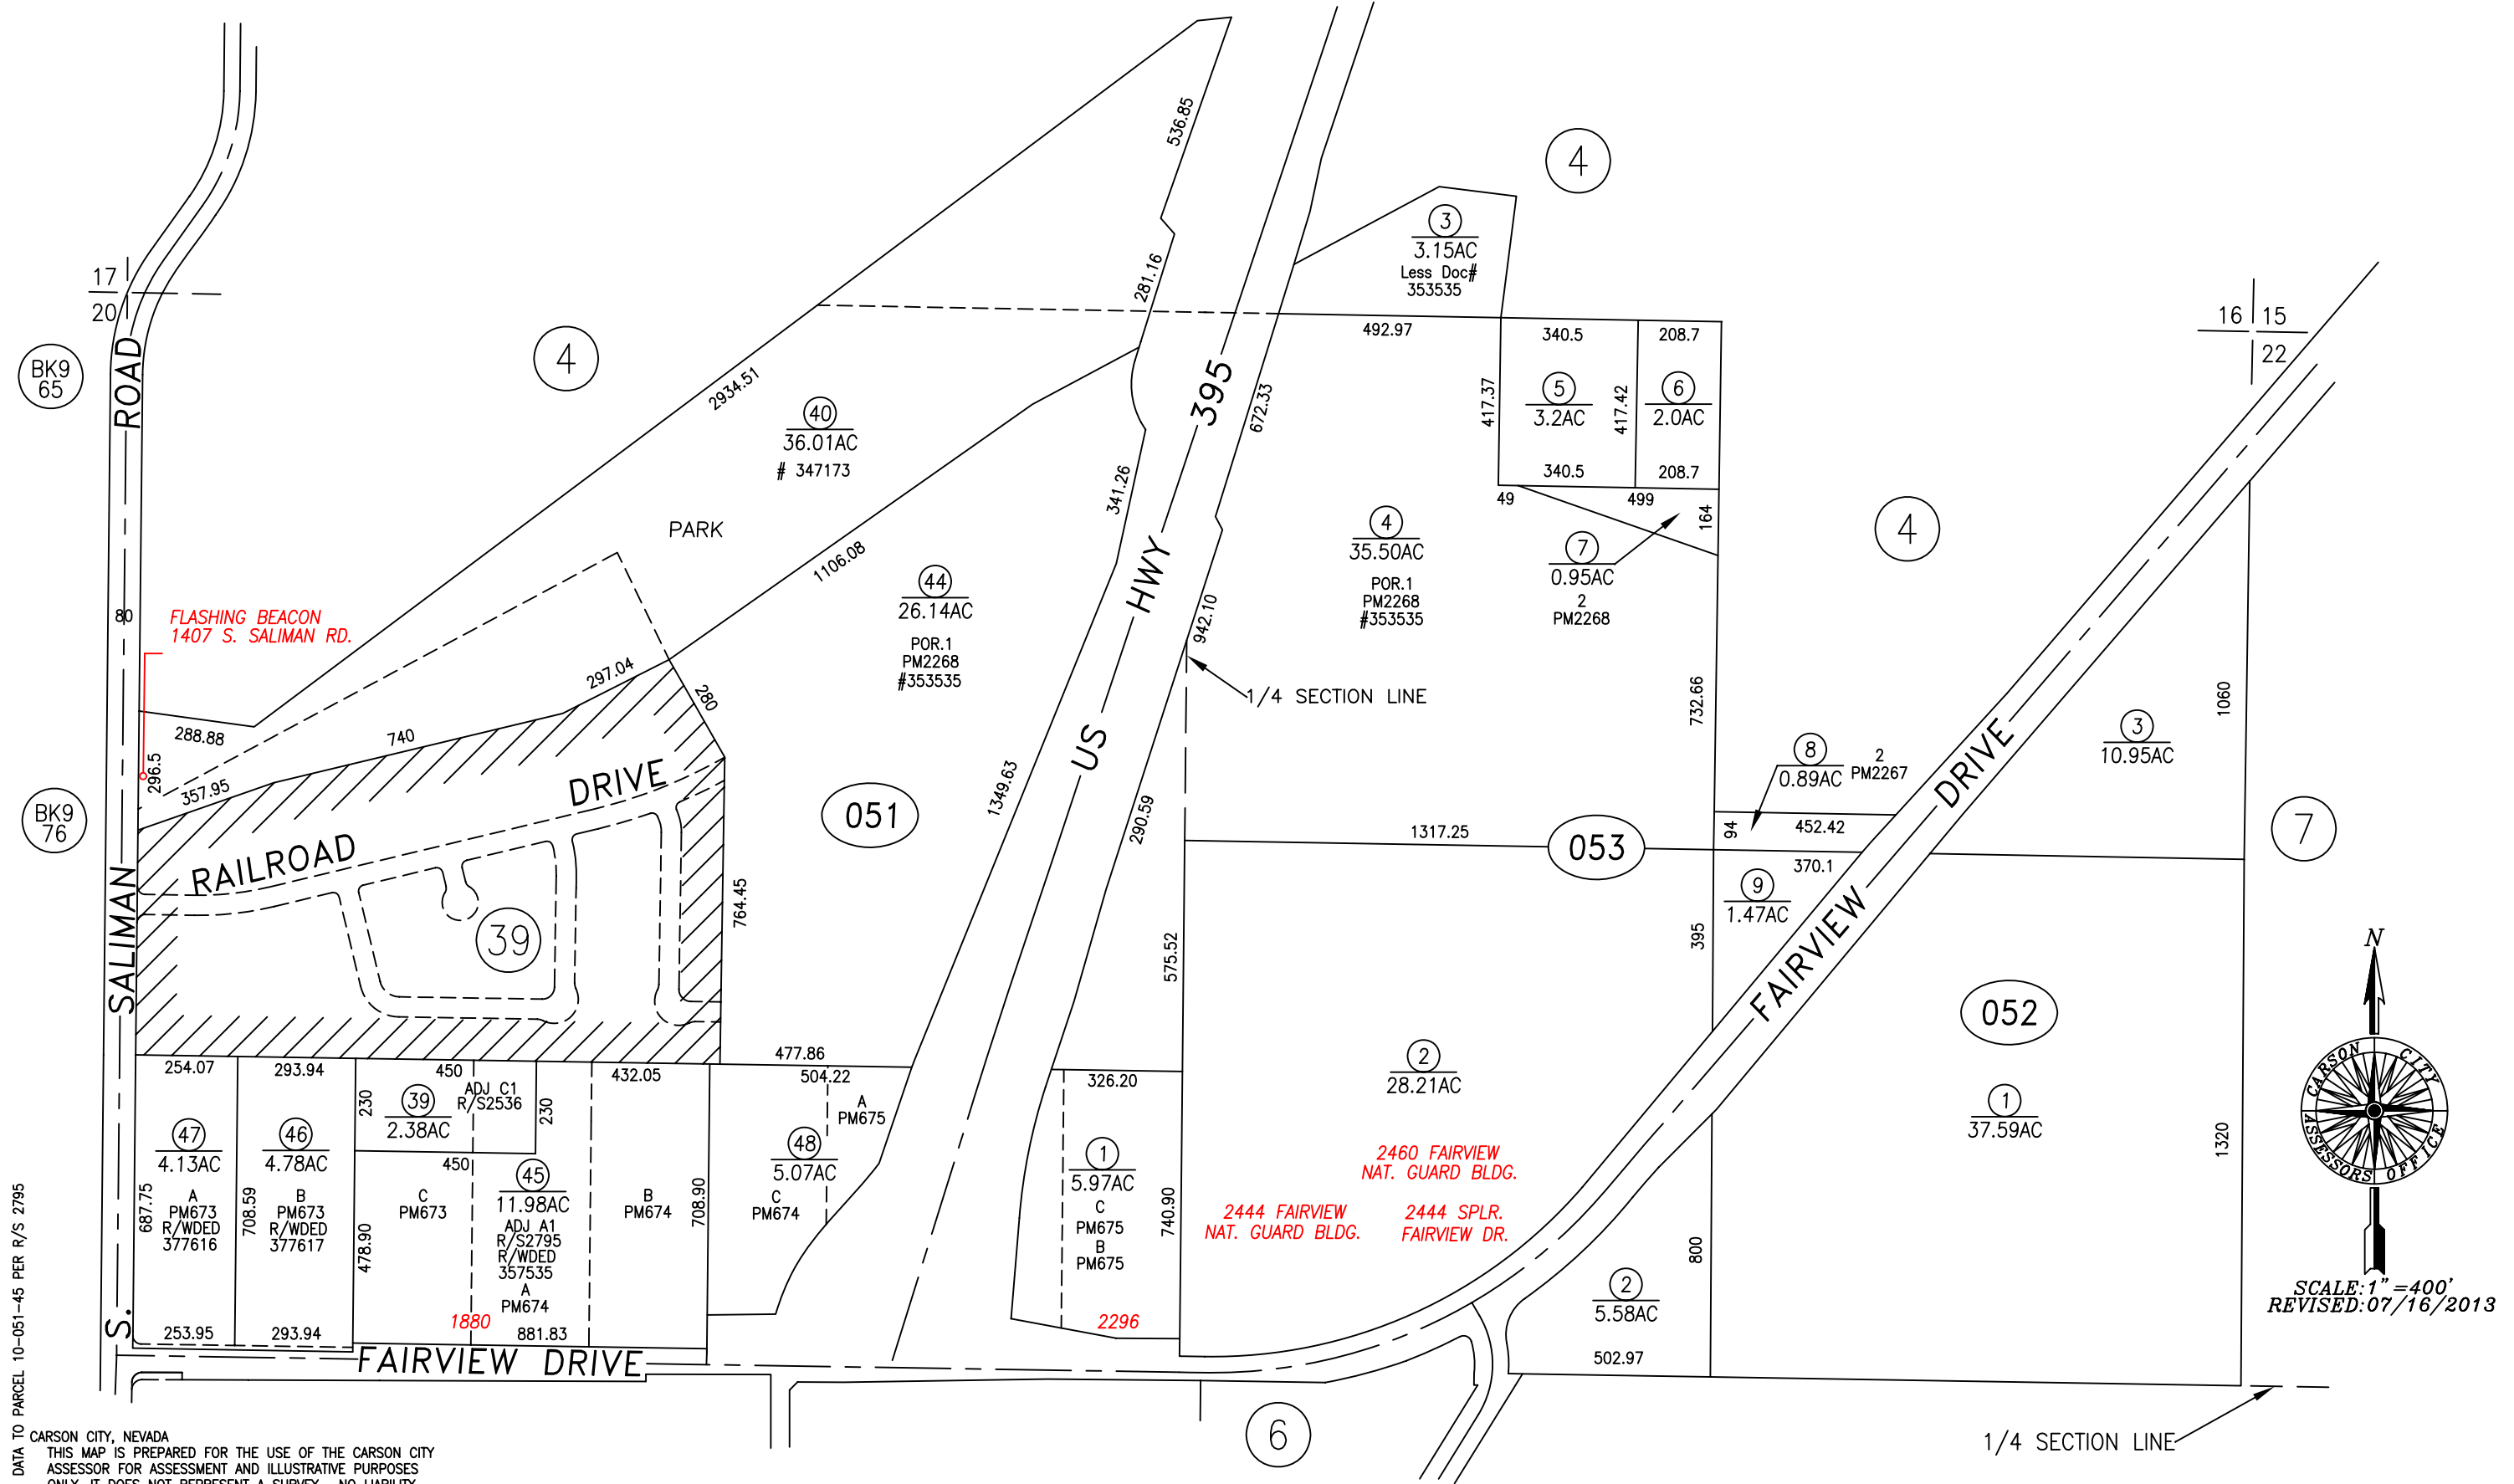 4
536.85
3
3.15AC
Less Doc#
353535
17
20
281.16
16 15
22
BK9
65
4
ROAD
492.97
340.5
208.7
2934.51
395
672.33
417.37
5
3.2AC
417.42
6
2.0AC
40
36.01AC
# 347173
341.26
340.5
208.7
49
499
164
PARK
4
35.50AC
POR.1
PM2268
#353535
7
0.95AC
2
PM2268
4
1106.08
HWY
44
26.14AC
POR.1
PM2268
#353535
80
FLASHING BEACON
1407 S. SALIMAN RD.
942.10
297.04
280
1/4 SECTION LINE
732.66
1060
3
10.95AC
288.88
740
US
296.5
357.95
8
0.89AC
2
PM2267
DRIVE
DRIVE
1349.63
BK9
76
051
290.59
94
452.42
7
1317.25
053
RAILROAD
370.1
9
1.47AC
764.45
SALIMAN
39
575.52
395
FAIRVIEW
N
052
254.07
293.94
450
432.05
477.86
504.22
326.20
2
28.21AC
CARSON CITY
ASSESSORS OFFICE
230
39
2.38AC
ADJ C1
R/S2536
230
A
PM675
1
37.59AC
47
4.13AC
46
4.78AC
48
5.07AC
1
5.97AC
1320
2460 FAIRVIEW
NAT. GUARD BLDG.
450
45
11.98AC
687.75
A
PM673
R/WDED
377616
708.59
B
PM673
R/WDED
377617
C
PM673
478.90
ADJ A1
R/S2795
R/WDED
357535
A
PM674
B
PM674
708.90
C
PM674
C
PM675
B
PM675
740.90
2444 FAIRVIEW
NAT. GUARD BLDG.
2444 SPLR.
FAIRVIEW DR.
800
2
5.58AC
SCALE:1"=400'
REVISED:07/16/2013
S.
253.95
293.94
1880
881.83
2296
502.97
FAIRVIEW DRIVE
6
1/4 SECTION LINE
DATA TO PARCEL 10-051-45 PER R/S 2795
CARSON CITY, NEVADA
THIS MAP IS PREPARED FOR THE USE OF THE CARSON CITY
ASSESSOR FOR ASSESSMENT AND ILLUSTRATIVE PURPOSES
ONLY. IT DOES NOT REPRESENT A SURVEY. NO LIABILITY